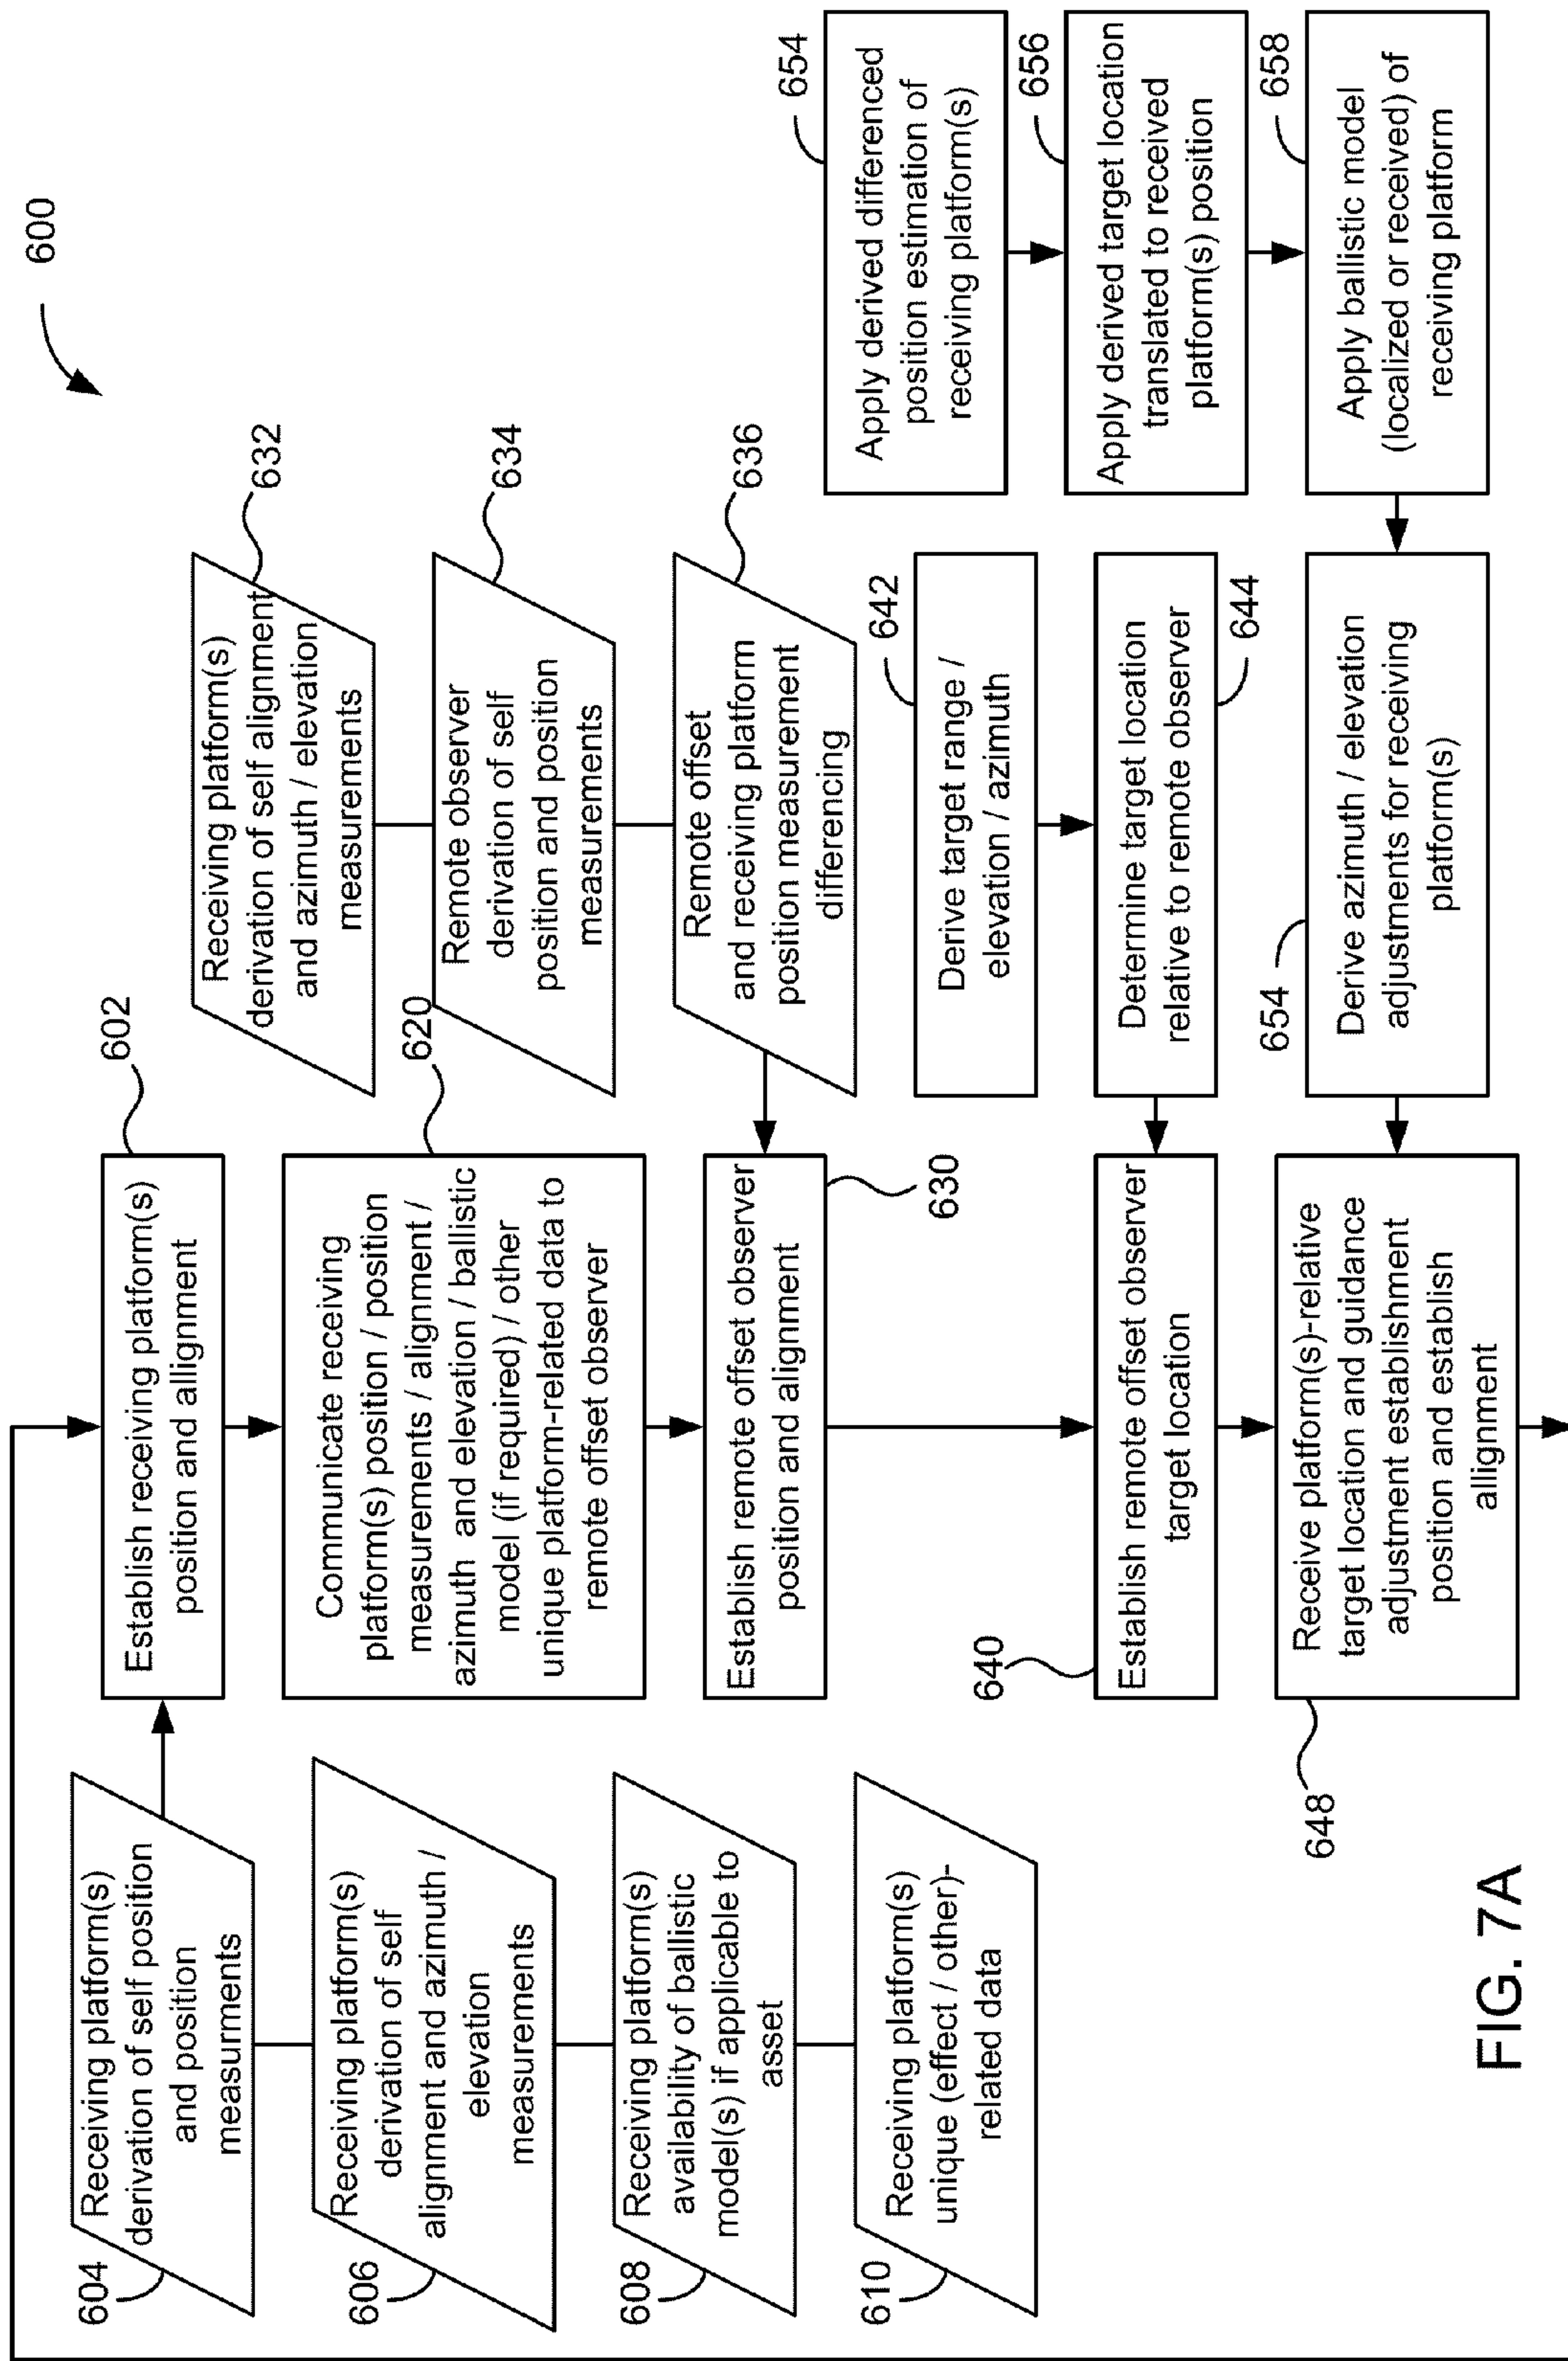 600
604
Receiving platform(s)
derivation of self position
and position
measurments
606
Receiving platform(s)
derivation of self
alignment and azimuth /
elevation
measurements
608
Receiving platform(s)
availability of ballistic
model(s) if applicable to
asset
610
Receiving platform(s)
unique (effect / other)-
related data
602
Establish receiving platform(s)
position and allignment
620
Communicate receiving
platform(s) position / position
measurements / alignment /
azimuth and elevation / ballistic
model (if required) / other
unique platform-related data to
remote offset observer
Establish remote offset observer
position and alignment
630
640
Establish remote offset observer
target location
648
Receive platform(s)-relative
target location and guidance
adjustment establishment
position and establish
allignment
632
Receiving platform(s)
derivation of self alignment
and azimuth / elevation
measurements
634
Remote observer
derivation of self
position and position
measurements
636
Remote offset
and receiving platform
position measurement
differencing
642
Derive target range /
elevation / azimuth
Determine target location
relative to remote observer
644
654
Derive azimuth / elevation
adjustments for receiving
platform(s)
654
Apply derived differenced
position estimation of
receiving platform(s)
656
Apply derived target location
translated to received
platform(s) position
658
Apply ballistic model
(localized or received) of
receiving platform
FIG. 7A